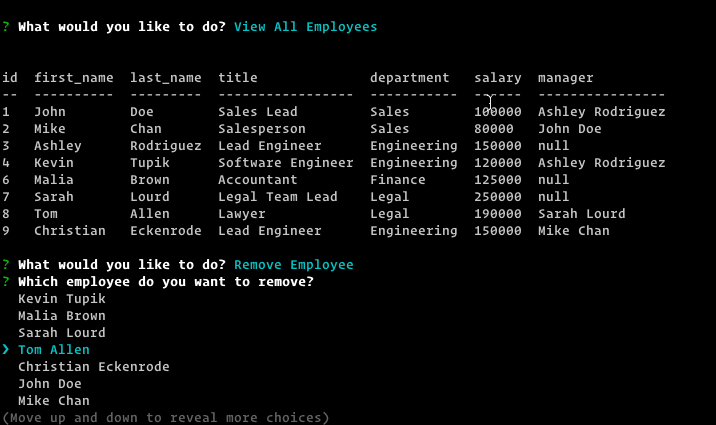 ? What would you like to do? View All Employees
id  first_name  last_name  title              department   salary  manager
--  ----------  ---------  -----------------  -----------  ------  ----------------
1   John        Doe        Sales Lead         Sales        100000  Ashley Rodriguez
2   Mike        Chan       Salesperson        Sales        80000   John Doe
3   Ashley      Rodriguez  Lead Engineer      Engineering  150000  null
4   Kevin       Tupik      Software Engineer  Engineering  120000  Ashley Rodriguez
6   Malia       Brown      Accountant         Finance      125000  null
7   Sarah       Lourd      Legal Team Lead    Legal        250000  null
8   Tom         Allen      Lawyer             Legal        190000  Sarah Lourd
9   Christian   Eckenrode  Lead Engineer      Engineering  150000  Mike Chan
? What would you like to do? Remove Employee
? Which employee do you want to remove?
Kevin Tupik
Malia Brown
Sarah Lourd
❯ Tom Allen
Christian Eckenrode
John Doe
Mike Chan
(Move up and down to reveal more choices)